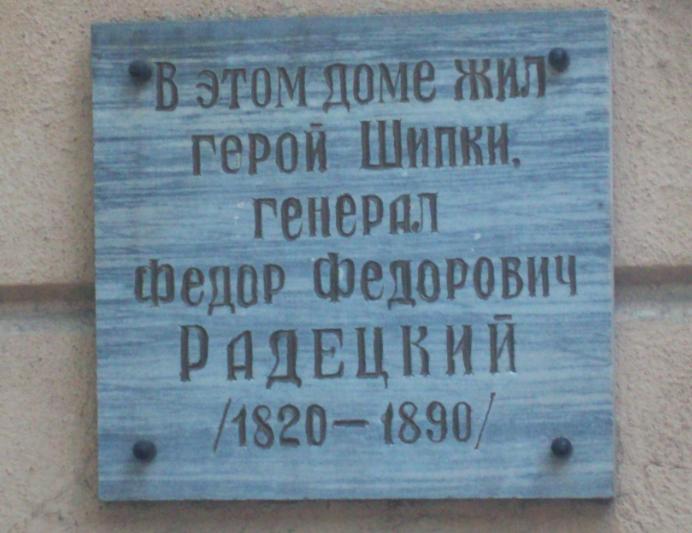 В этом доме жил
герой Шипки,
генерал
Федор Федорович
РАДЕЦКИЙ
/1820-1890/